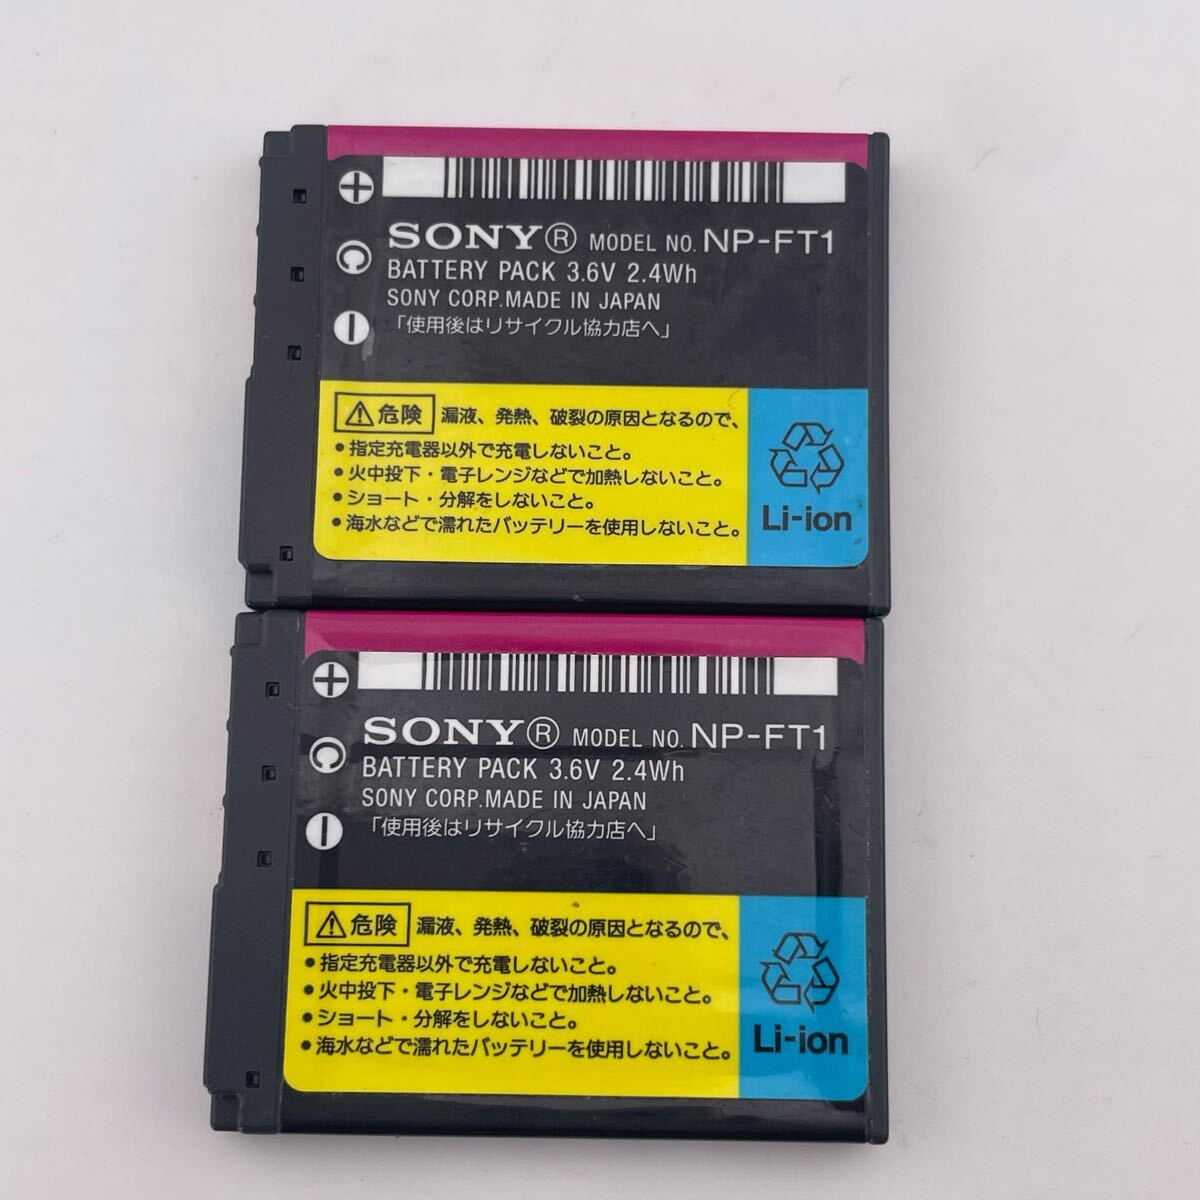 SONY® MODEL NO. NP-FT1
BATTERY PACK 3.6V 2.4Wh
SONY CORP.MADE IN JAPAN
「使用後はリサイクル協力店へ」
⚠危険 漏液、発熱、破裂の原因となるので、
•指定充電器以外で充電しないこと。
•火中投下・電子レンジなどで加熱しないこと。
•ショート・分解をしないこと。
•海水などで濡れたバッテリーを使用しないこと。
Li-ion
SONY® MODEL NO. NP-FT1
BATTERY PACK 3.6V 2.4Wh
SONY CORP.MADE IN JAPAN
「使用後はリサイクル協力店へ」
⚠危険 漏液、発熱、破裂の原因となるので、
•指定充電器以外で充電しないこと。
•火中投下・電子レンジなどで加熱しないこと。
•ショート・分解をしないこと。
•海水などで濡れたバッテリーを使用しないこと。
Li-ion